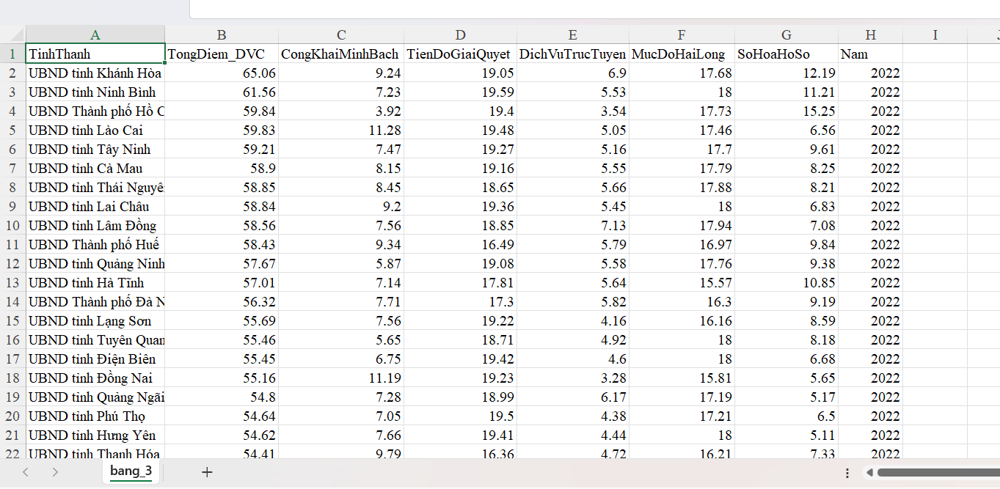 A B C D E F G H I
1 TinhThanh TongDiem_DVC CongKhaiMinhBach TienDoGiaiQuyet DichVuTrucTuyen MucDoHaiLong SoHoaHoSo Nam
2 UBND tỉnh Khánh Hòa 65.06 9.24 19.05 6.9 17.68 12.19 2022
3 UBND tỉnh Ninh Bình 61.56 7.23 19.59 5.53 18 11.21 2022
4 UBND Thành phố Hồ C 59.84 3.92 19.4 3.54 17.73 15.25 2022
5 UBND tỉnh Lào Cai 59.83 11.28 19.48 5.05 17.46 6.56 2022
6 UBND tỉnh Tây Ninh 59.21 7.47 19.27 5.16 17.7 9.61 2022
7 UBND tỉnh Cà Mau 58.9 8.15 19.16 5.55 17.79 8.25 2022
8 UBND tỉnh Thái Nguyê 58.85 8.45 18.65 5.66 17.88 8.21 2022
9 UBND tỉnh Lai Châu 58.84 9.2 19.36 5.45 18 6.83 2022
10 UBND tỉnh Lâm Đồng 58.56 7.56 18.85 7.13 17.94 7.08 2022
11 UBND Thành phố Huế 58.43 9.34 16.49 5.79 16.97 9.84 2022
12 UBND tỉnh Quảng Ninh 57.67 5.87 19.08 5.58 17.76 9.38 2022
13 UBND tỉnh Hà Tĩnh 57.01 7.14 17.81 5.64 15.57 10.85 2022
14 UBND Thành phố Đà N 56.32 7.71 17.3 5.82 16.3 9.19 2022
15 UBND tỉnh Lạng Sơn 55.69 7.56 19.22 4.16 16.16 8.59 2022
16 UBND tỉnh Tuyên Quan 55.46 5.65 18.71 4.92 18 8.18 2022
17 UBND tỉnh Điện Biên 55.45 6.75 19.42 4.6 18 6.68 2022
18 UBND tỉnh Đồng Nai 55.16 11.19 19.23 3.28 15.81 5.65 2022
19 UBND tỉnh Quảng Ngãi 54.8 7.28 18.99 6.17 17.19 5.17 2022
20 UBND tỉnh Phú Thọ 54.64 7.05 19.5 4.38 17.21 6.5 2022
21 UBND tỉnh Hưng Yên 54.62 7.66 19.41 4.44 18 5.11 2022
22 UBND tỉnh Thanh Hóa 54.41 9.79 16.36 4.72 16.21 7.33 2022
bang_3